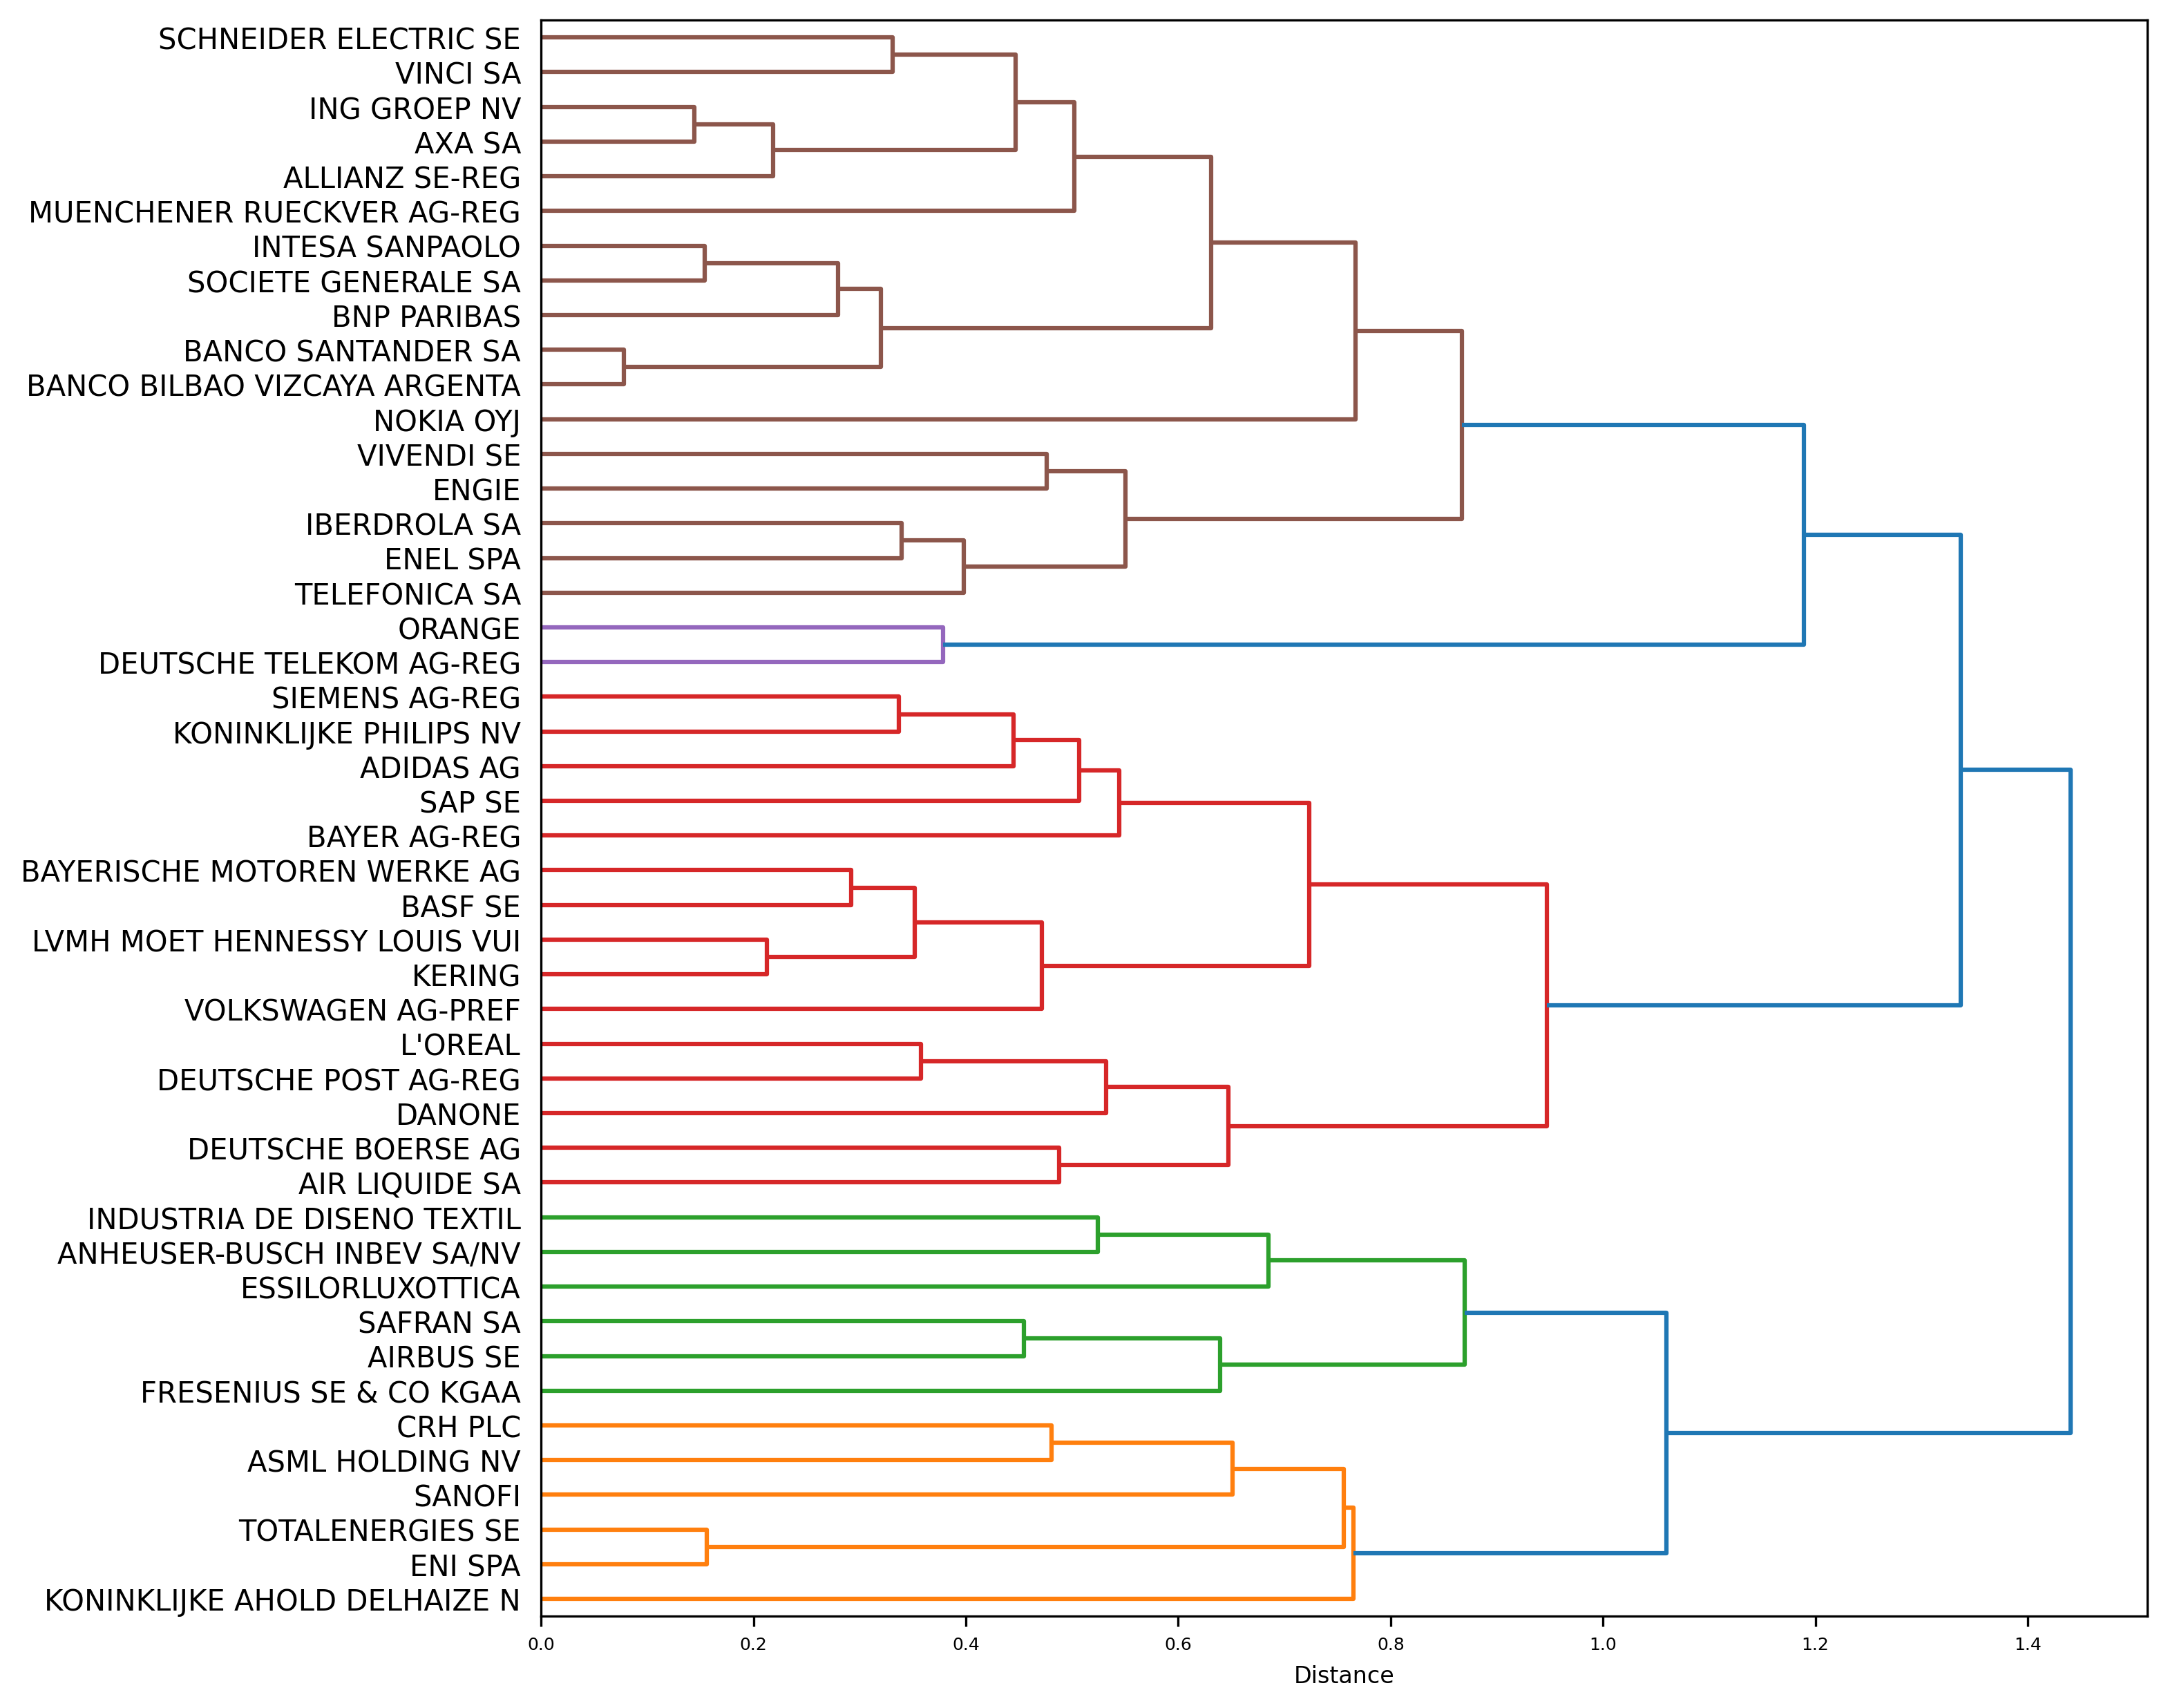 SCHNEIDER ELECTRIC SE
VINCI SA
ING GROEP NV
AXA SA
ALLIANZ SE-REG
MUENCHENER RUECKVER AG-REG
INTESA SANPAOLO
SOCIETE GENERALE SA
BNP PARIBAS
BANCO SANTANDER SA
BANCO BILBAO VIZCAYA ARGENTA
NOKIA OYJ
VIVENDI SE
ENGIE
IBERDROLA SA
ENEL SPA
TELEFONICA SA
ORANGE
DEUTSCHE TELEKOM AG-REG
SIEMENS AG-REG
KONINKLIJKE PHILIPS NV
ADIDAS AG
SAP SE
BAYER AG-REG
BAYERISCHE MOTOREN WERKE AG
BASF SE
LVMH MOET HENNESSY LOUIS VUI
KERING
VOLKSWAGEN AG-PREF
L'OREAL
DEUTSCHE POST AG-REG
DANONE
DEUTSCHE BOERSE AG
AIR LIQUIDE SA
INDUSTRIA DE DISENO TEXTIL
ANHEUSER-BUSCH INBEV SA/NV
ESSILORLUXOTTICA
SAFRAN SA
AIRBUS SE
FRESENIUS SE & CO KGAA
CRH PLC
ASML HOLDING NV
SANOFI
TOTALENERGIES SE
ENI SPA
KONINKLIJKE AHOLD DELHAIZE N
0.0 0.2 0.4 0.6 0.8 1.0 1.2 1.4
Distance